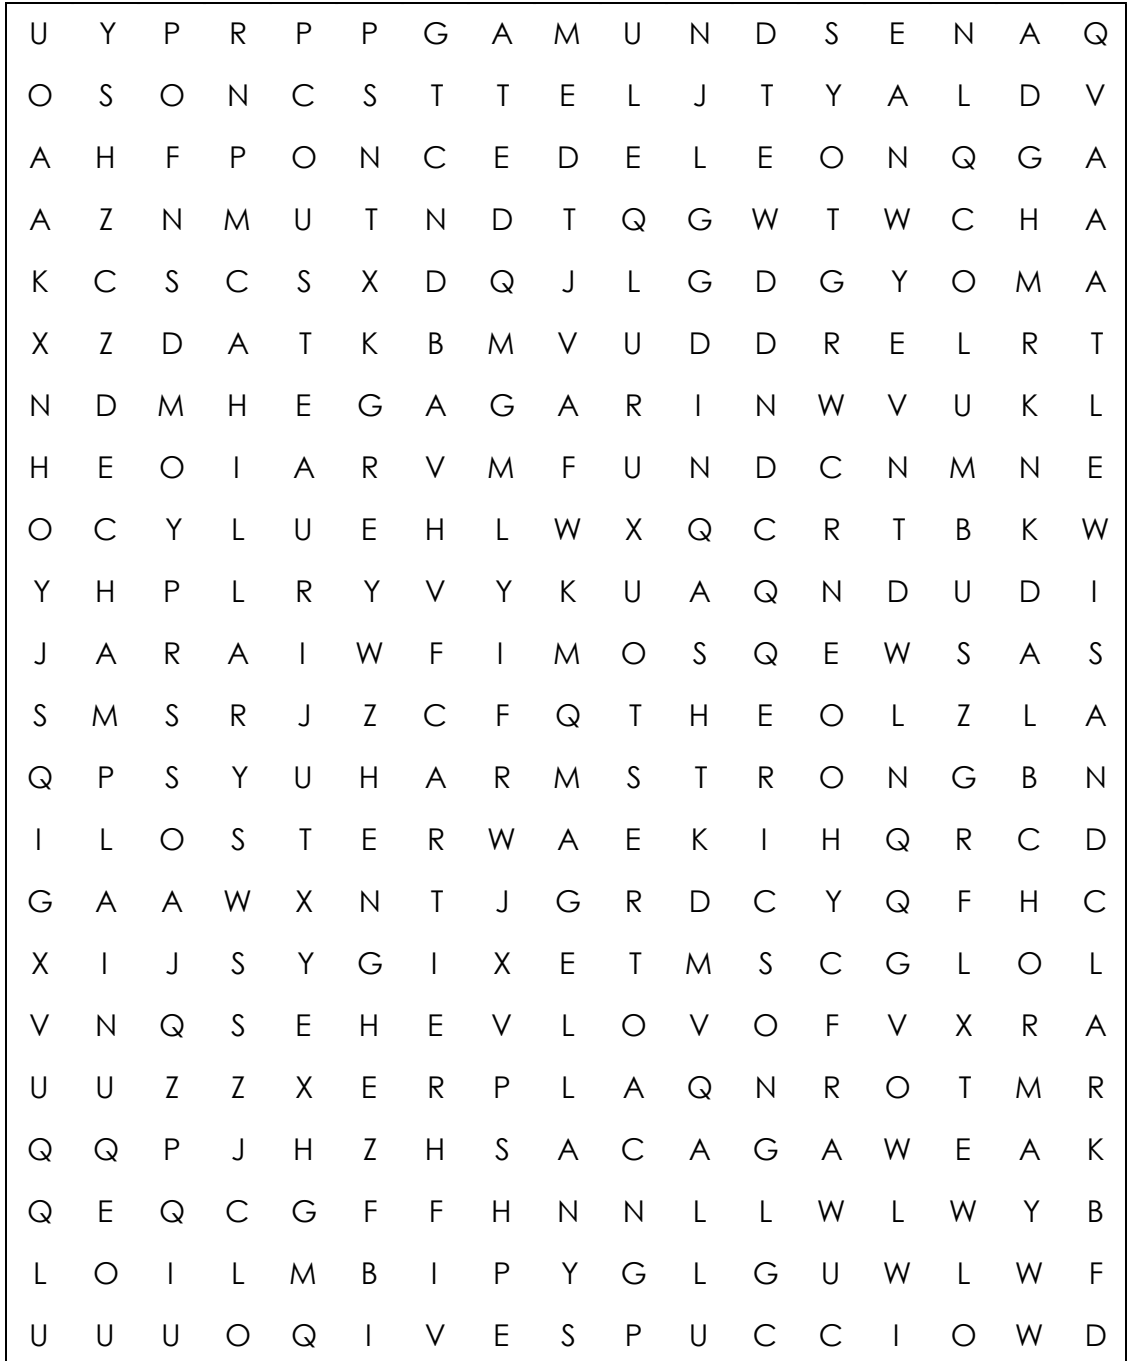 U Y P R P P G A M U N D S E N A Q
O S O N C S T T E L J T Y A L D V
A H F P O N C E D E L E O N Q G A
A Z N M U T N D T Q G W T W C H A
K C S C S X D Q J L G D G Y O M A
X Z D A T K B M V U D D R E L R T
N D M H E G A G A R I N W V U K L
H E O I A R V M F U N D C N M N E
O C Y L U E H L W X Q C R T B K W
Y H P L R Y V Y K U A Q N D U D I
J A R A I W F I M O S Q E W S A S
S M S R J Z C F Q T H E O L Z L A
Q P S Y U H A R M S T R O N G B N
I L O S T E R W A E K I H Q R C D
G A A W X N T J G R D C Y Q F H C
X I J S Y G I X E T M S C G L O L
V N Q S E H E V L O V O F V X R A
U U Z Z X E R P L A Q N R O T M R
Q Q P J H Z H S A C A G A W E A K
Q E Q C G F F H N N L L W L W Y B
L O I L M B I P Y G L G U W L W F
U U U O Q I V E S P U C C I O W D